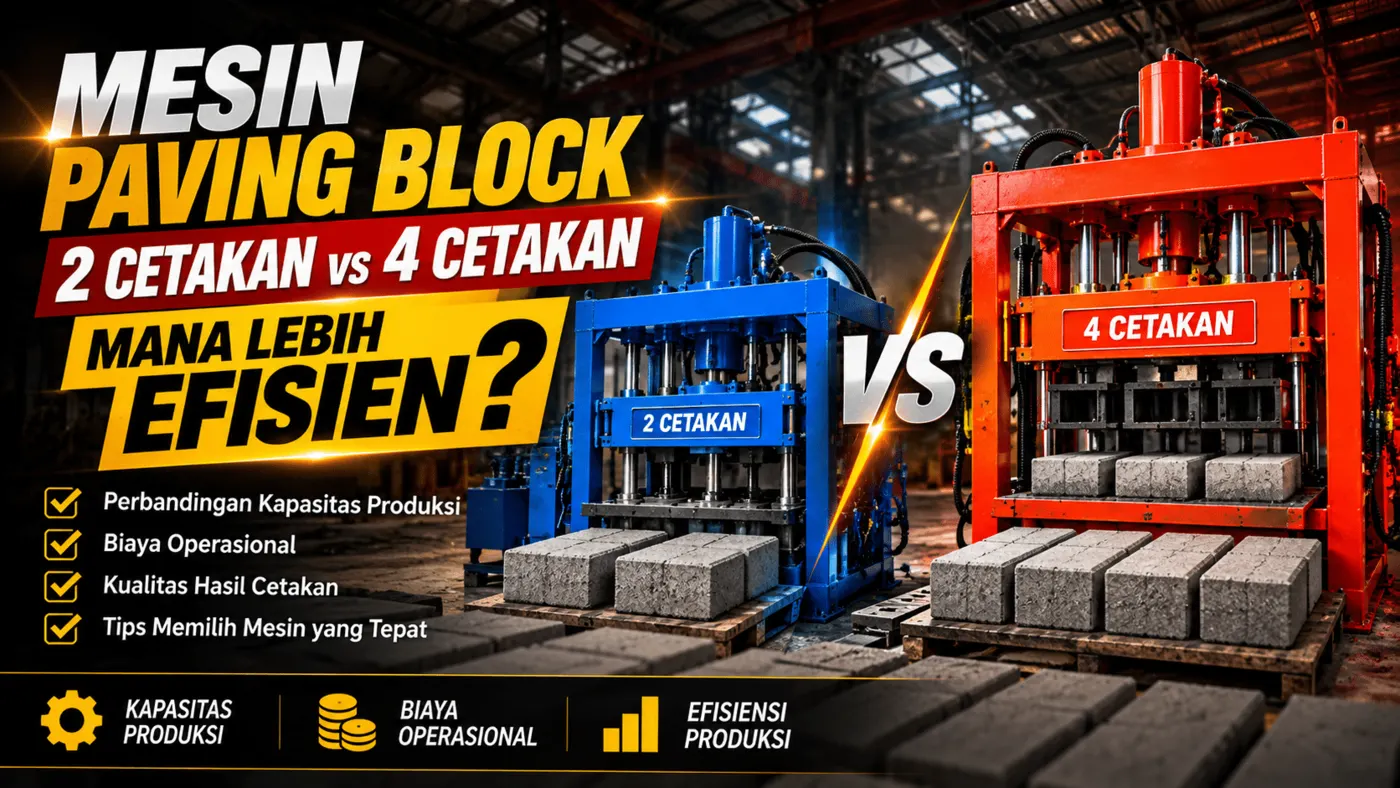 MESIN
PAVING BLOCK
2 CETAKAN VS 4 CETAKAN
MANA LEBIH
EFISIEN?
Perbandingan Kapasitas Produksi
Biaya Operasional
Kualitas Hasil Cetakan
Tips Memilih Mesin yang Tepat
2 CETAKAN
VS
4 CETAKAN
KAPASITAS
PRODUKSI
BIAYA
OPERASIONAL
EFISIENSI
PRODUKSI